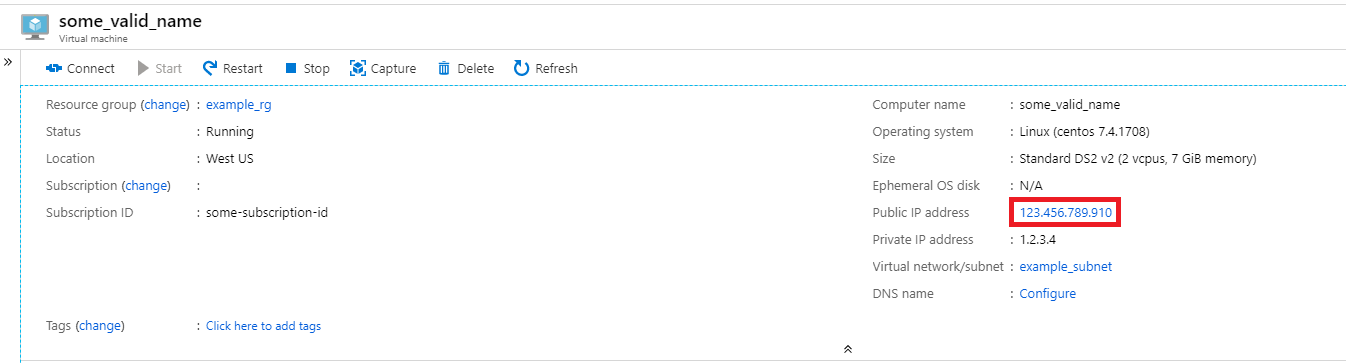 some_valid_name
Virtual machine
»
Connect Start Restart Stop Capture Delete Refresh
Resource group (change) : example_rg
Status : Running
Location : West US
Subscription (change) :
Subscription ID : some-subscription-id
Tags (change) : Click here to add tags
Computer name : some_valid_name
Operating system : Linux (centos 7.4.1708)
Size : Standard DS2 v2 (2 vcpus, 7 GiB memory)
Ephemeral OS disk : N/A
Public IP address : 123.456.789.910
Private IP address : 1.2.3.4
Virtual network/subnet : example_subnet
DNS name : Configure